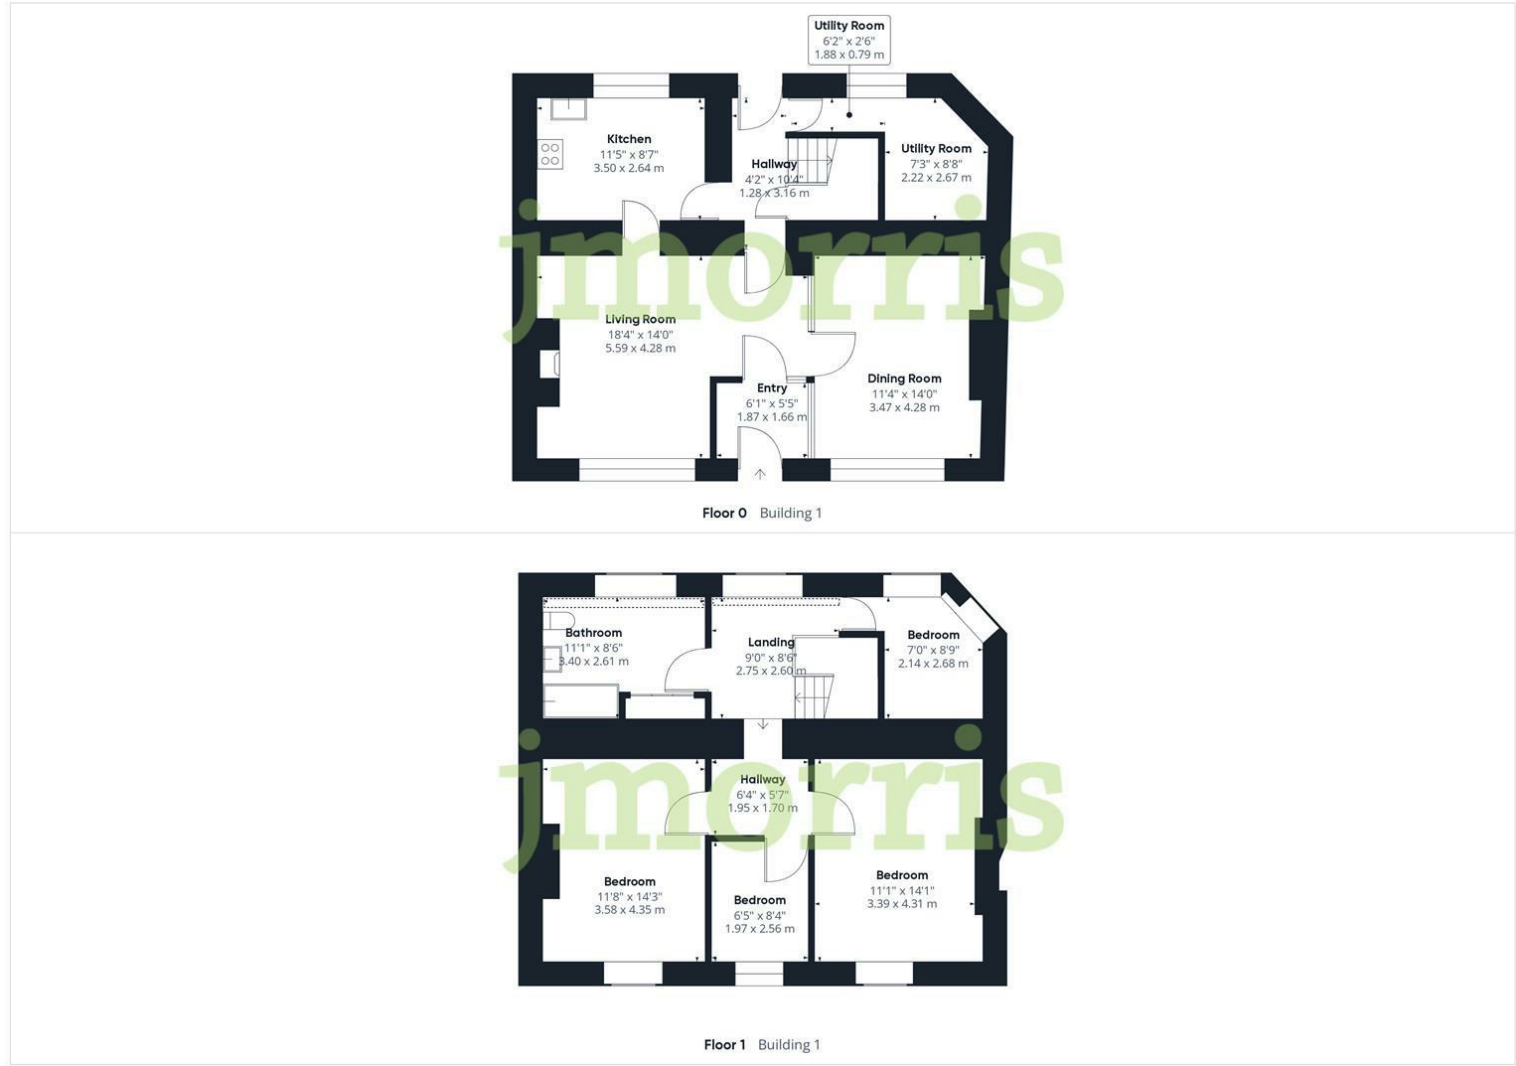 Utility Room
6'2" x 2'6"
1.88 x 0.79 m
Kitchen
11'5" x 8'7"
3.50 x 2.64 m
Hallway
4'2" x 10'4"
1.28 x 3.16 m
Utility Room
7'3" x 8'8"
2.22 x 2.67 m
jmorris
Living Room
18'4" x 14'0"
5.59 x 4.28 m
Entry
6'1" x 5'5"
1.87 x 1.66 m
Dining Room
11'4" x 14'0"
3.47 x 4.28 m
Floor 0 Building 1
Bathroom
11'1" x 8'6"
3.40 x 2.61 m
Landing
9'0" x 8'6"
2.75 x 2.60 m
Bedroom
7'0" x 8'9"
2.14 x 2.68 m
jmorris
Hallway
6'4" x 5'7"
1.95 x 1.70 m
Bedroom
11'8" x 14'3"
3.58 x 4.35 m
Bedroom
6'5" x 8'4"
1.97 x 2.56 m
Bedroom
11'1" x 14'1"
3.39 x 4.31 m
Floor 1 Building 1